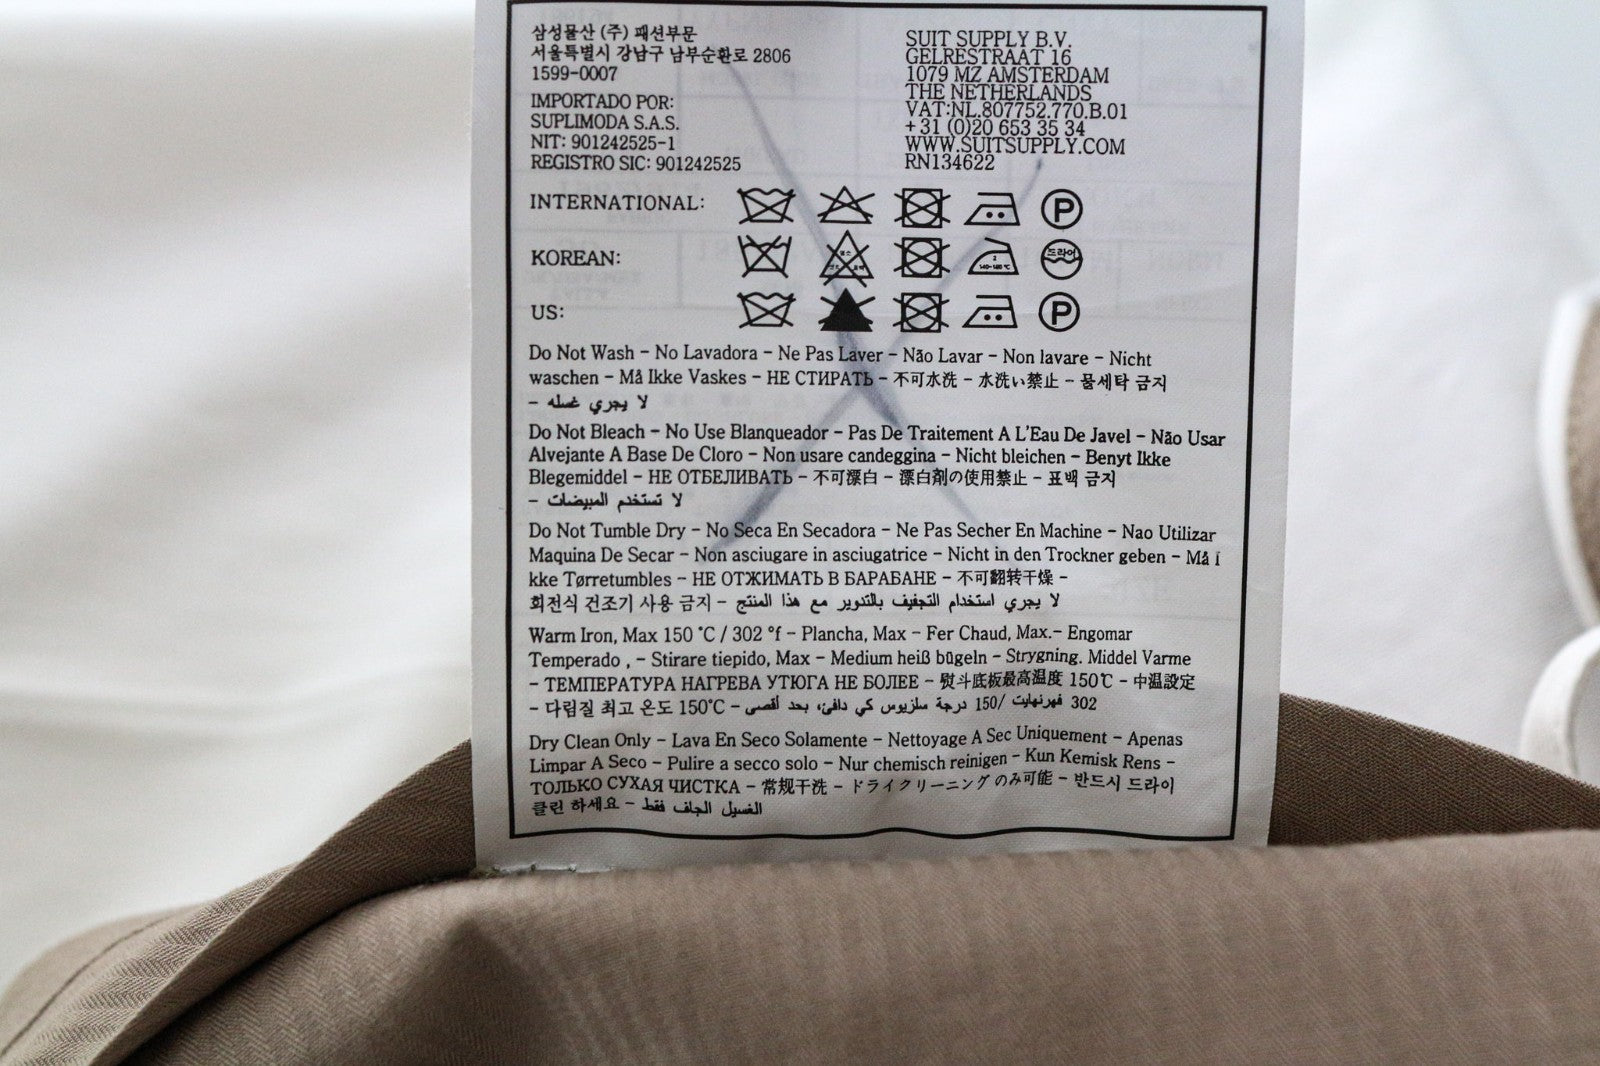 삼성물산 (주) 패션부문
서울특별시 강남구 남부순환로 2806
1599-0007
IMPORTADO POR:
SUPLIMODA S.A.S.
NIT: 901242525-1
REGISTRO SIC: 901242525
SUIT SUPPLY B.V.
GELRESTRAAT 16
1079 MZ AMSTERDAM
THE NETHERLANDS
VAT:NL.807752.770.B.01
+31 (0)20 653 35 34
WWW.SUITSUPPLY.COM
RN134622
INTERNATIONAL: P
KOREAN: 드라이
US: P
Do Not Wash – No Lavadora – Ne Pas Laver – Não Lavar – Non lavare – Nicht
waschen – Må Ikke Vaskes – НЕ СТИРАТЬ – 不可水洗 – 水洗い禁止 – 물세탁 금지
– لا يجري غسله
Do Not Bleach – No Use Blanqueador – Pas De Traitement A L'Eau De Javel – Não Usar
Alvejante A Base De Cloro – Non usare candeggina – Nicht bleichen – Benyt Ikke
Blegemiddel – НЕ ОТБЕЛИВАТЬ – 不可漂白 – 漂白剤の使用禁止 – 표백 금지
– لا تستخدم المبيضات
Do Not Tumble Dry – No Seca En Secadora – Ne Pas Secher En Machine – Nao Utilizar
Maquina De Secar – Non asciugare in asciugatrice – Nicht in den Trockner geben – Må I
kke Tørretumbles – НЕ ОТЖИМАТЬ В БАРАБАНЕ – 不可翻转干燥 –
회전식 건조기 사용 금지 – لا يجري استخدام التجفيف بالتدوير مع هذا المنتج
Warm Iron, Max 150 °C / 302 °f – Plancha, Max – Fer Chaud, Max.– Engomar
Temperado , – Stirare tiepido, Max – Medium heiß bügeln – Strygning. Middel Varme
– ТЕМПЕРАТУРА НАГРЕВА УТЮГА НЕ БОЛЕЕ – 熨斗底板最高温度 150℃ – 中温設定
– 다림질 최고 온도 150℃ – كي دافئ، بحد أقصى 150 درجة سلزيوس/ 302 فهرنهايت
Dry Clean Only – Lava En Seco Solamente – Nettoyage A Sec Uniquement – Apenas
Limpar A Seco – Pulire a secco solo – Nur chemisch reinigen – Kun Kemisk Rens –
ТОЛЬКО СУХАЯ ЧИСТКА – 常规干洗 – ドライクリーニングのみ可能 – 반드시 드라이
클린 하세요 – الغسيل الجاف فقط